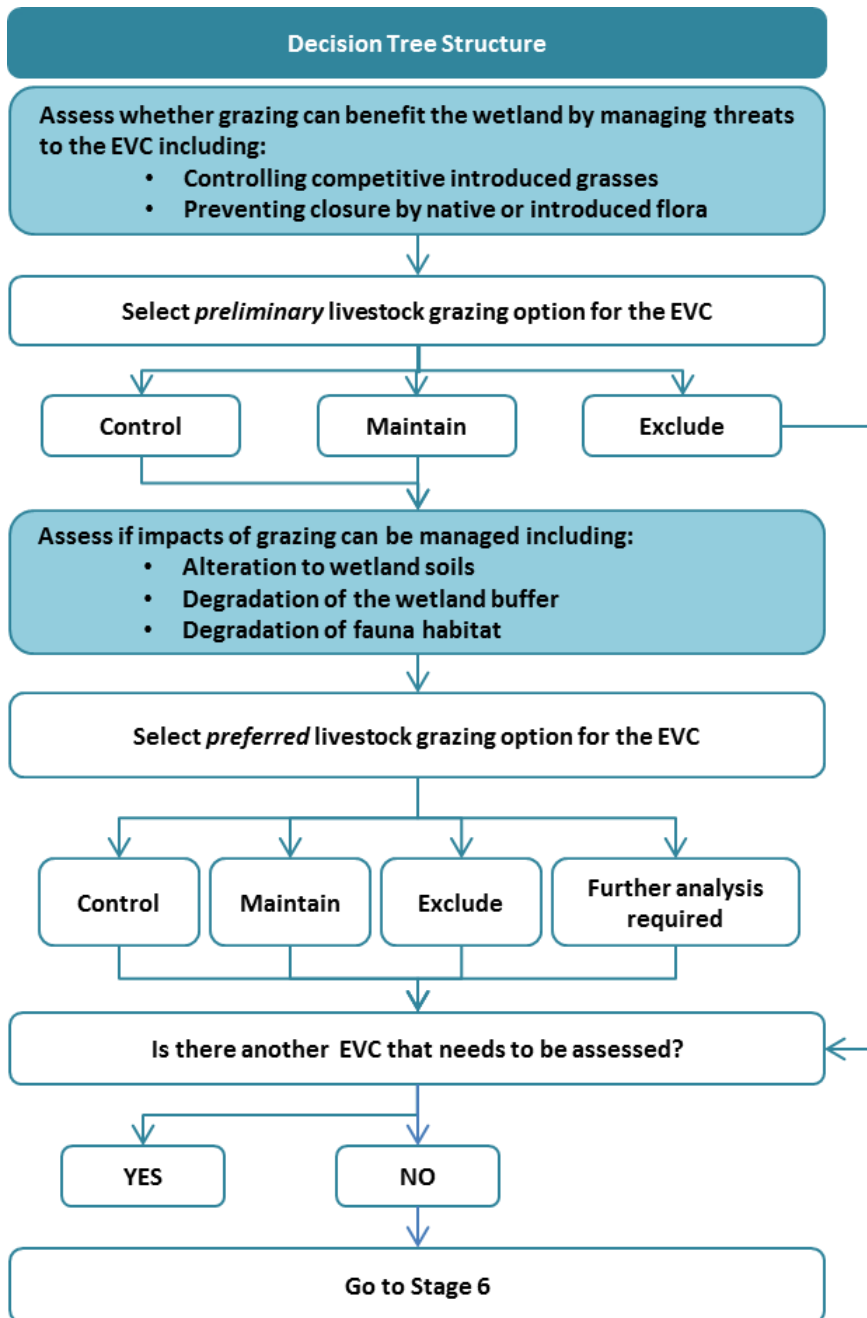 Decision Tree Structure
Assess whether grazing can benefit the wetland by managing threats
to the EVC including:
• Controlling competitive introduced grasses
• Preventing closure by native or introduced flora
Select preliminary livestock grazing option for the EVC
Control
Maintain
Exclude
Assess if impacts of grazing can be managed including:
• Alteration to wetland soils
• Degradation of the wetland buffer
• Degradation of fauna habitat
Select preferred livestock grazing option for the EVC
Control
Maintain
Exclude
Further analysis
required
Is there another EVC that needs to be assessed?
YES
NO
Go to Stage 6